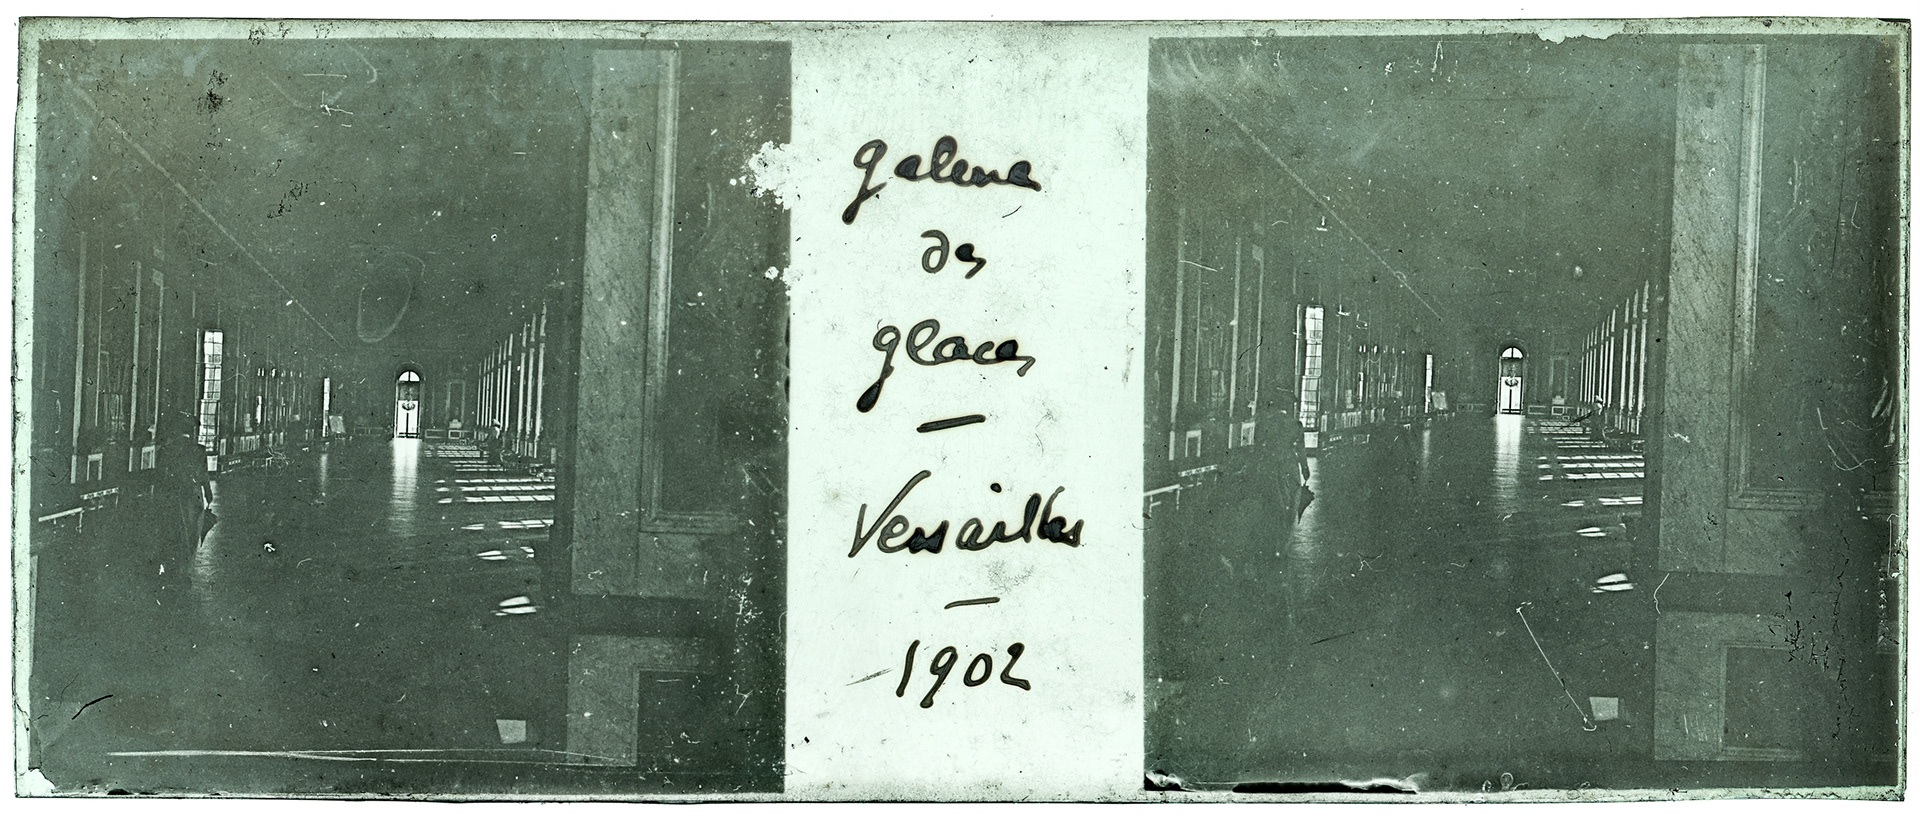 galerie
des
glaces
—
Versailles
—
1902